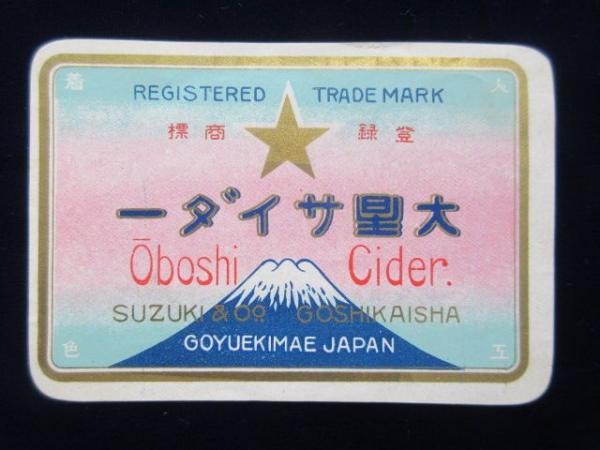 人工着色
REGISTERED TRADE MARK
登録商標
大星サイダー
Ōboshi Cider.
SUZUKI & Co. GOSHIKAISHA
GOYUEKIMAE JAPAN